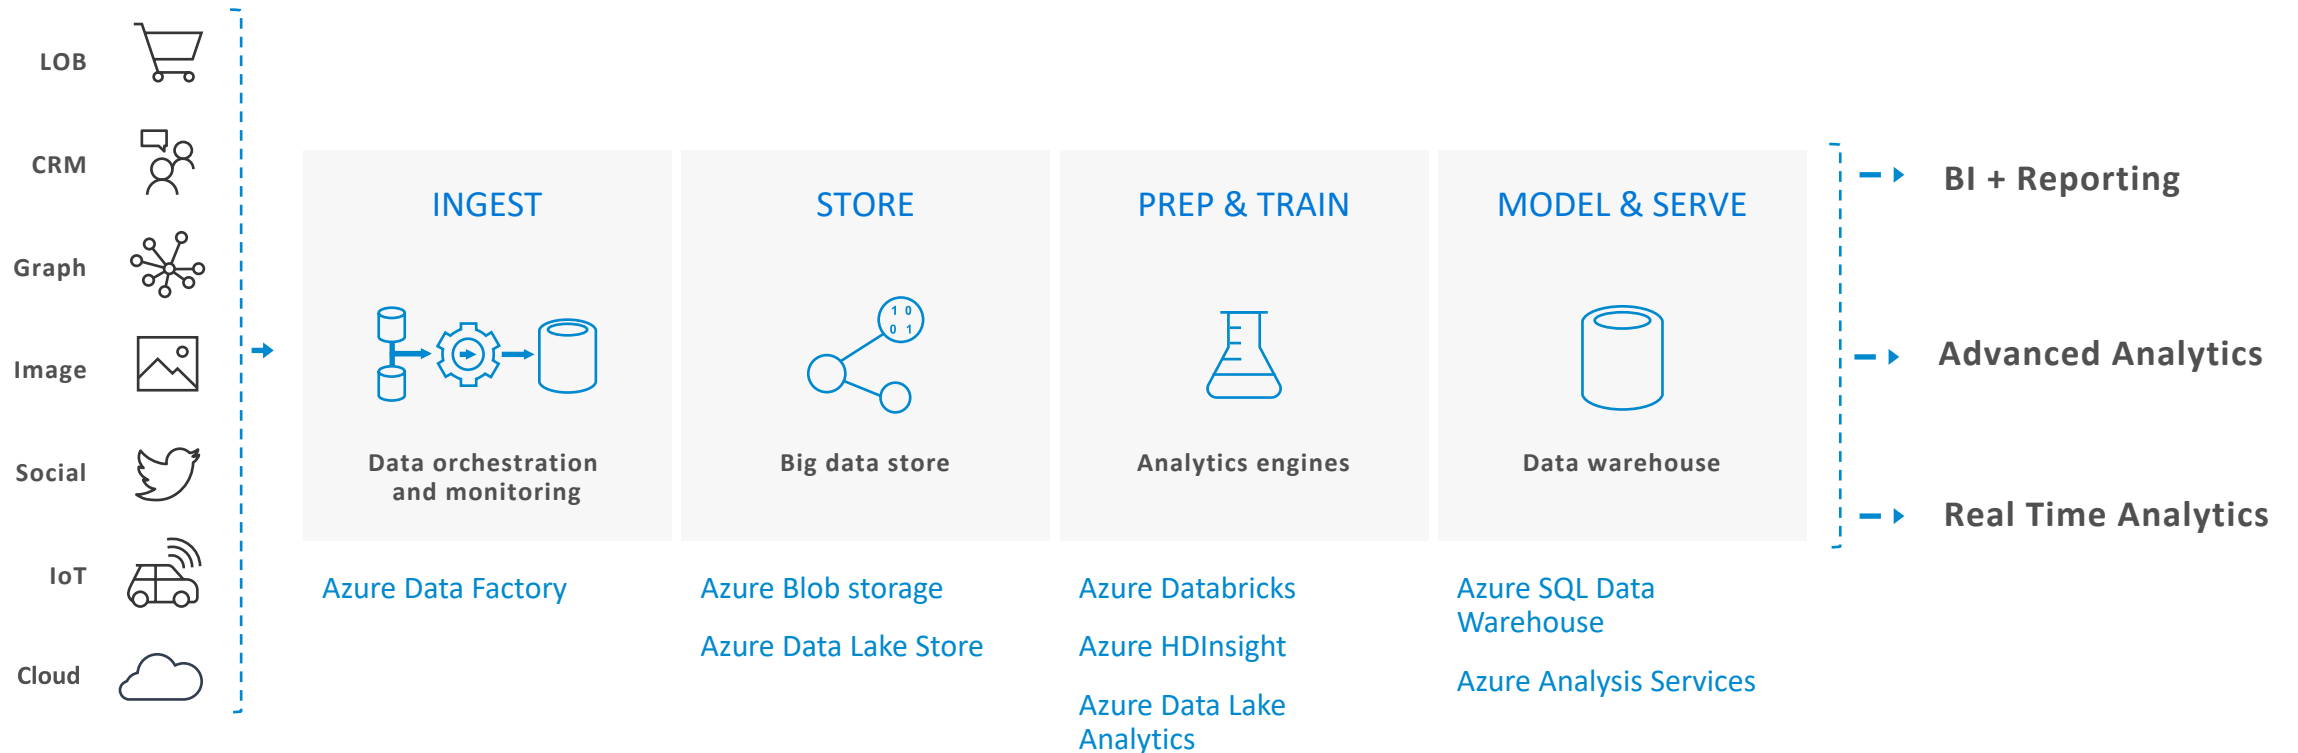 LOB
CRM
Graph
Image
Social
IoT
Cloud
INGEST
Data orchestration
and monitoring
Azure Data Factory
STORE
1 0
0 1
Big data store
Azure Blob storage
Azure Data Lake Store
PREP & TRAIN
Analytics engines
Azure Databricks
Azure HDInsight
Azure Data Lake
Analytics
MODEL & SERVE
Data warehouse
Azure SQL Data
Warehouse
Azure Analysis Services
BI + Reporting
Advanced Analytics
Real Time Analytics